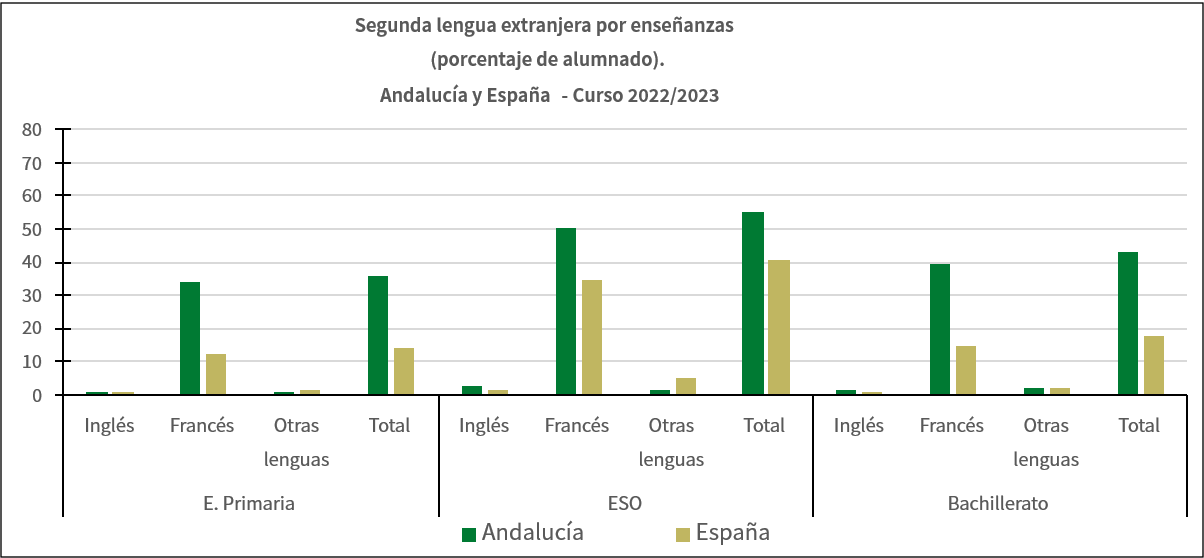 Segunda lengua extranjera por enseñanzas
(porcentaje de alumnado).
Andalucía y España - Curso 2022/2023
80
70
60
50
40
30
20
10
0
Inglés Francés Otras lenguas Total Inglés Francés Otras lenguas Total Inglés Francés Otras lenguas Total
E. Primaria ESO Bachillerato
Andalucía España